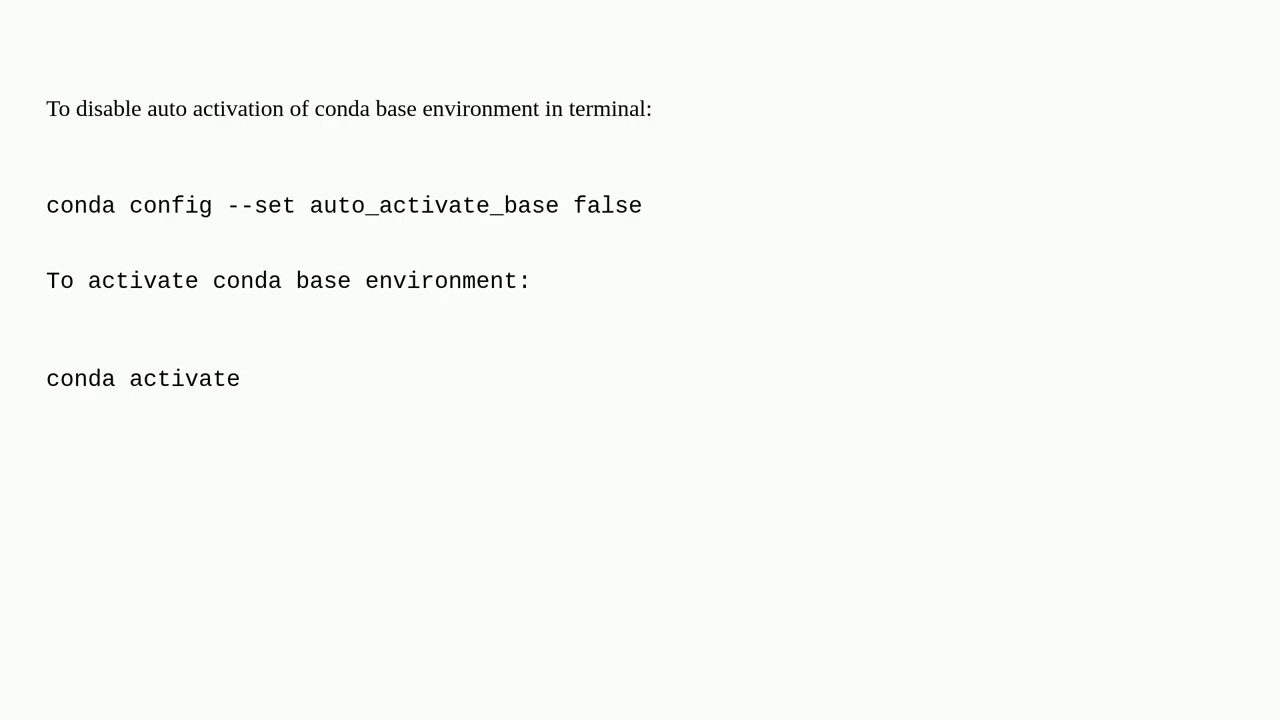 To disable auto activation of conda base environment in terminal:
conda config --set auto_activate_base false
To activate conda base environment:
conda activate